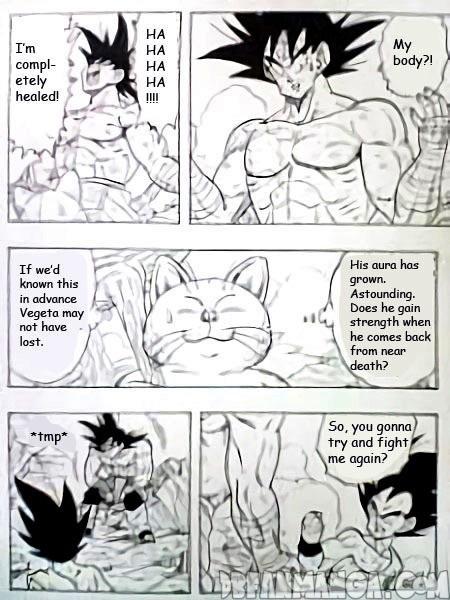 My
body?!
HA
HA
HA
HA
!!!!
I'm
compl-
etely
healed!
His aura has
grown.
Astounding.
Does he gain
strength when
he comes back
from near
death?
...
If we'd
known this
in advance
Vegeta may
not have
lost.
So, you gonna
try and fight
me again?
*tmp*
DBFANMANGA.COM